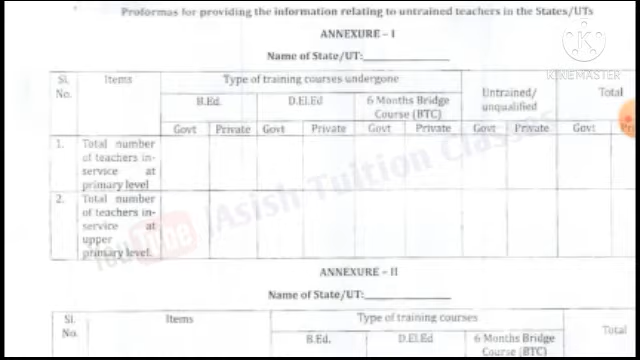 Proformas for providing the information relating to untrained teachers in the States/UTs
ANNEXURE – I
Name of State/UT:
KINEMASTER
Sl. No. Items Type of training courses undergone Untrained/ unqualified Total
B.Ed. D.El.Ed 6 Months Bridge Course (BTC)
Govt Private Govt Private Govt Private Govt Private Govt
1. Total number
of teachers in-
service at
primary level
2. Total number
of teachers in-
service at
upper
primary level.
YouTube Asish Tuition Classes
ANNEXURE – II
Name of State/UT:
Sl. No. Items Type of training courses Total
B.Ed. D.El.Ed 6 Months Bridge
Course (BTC)